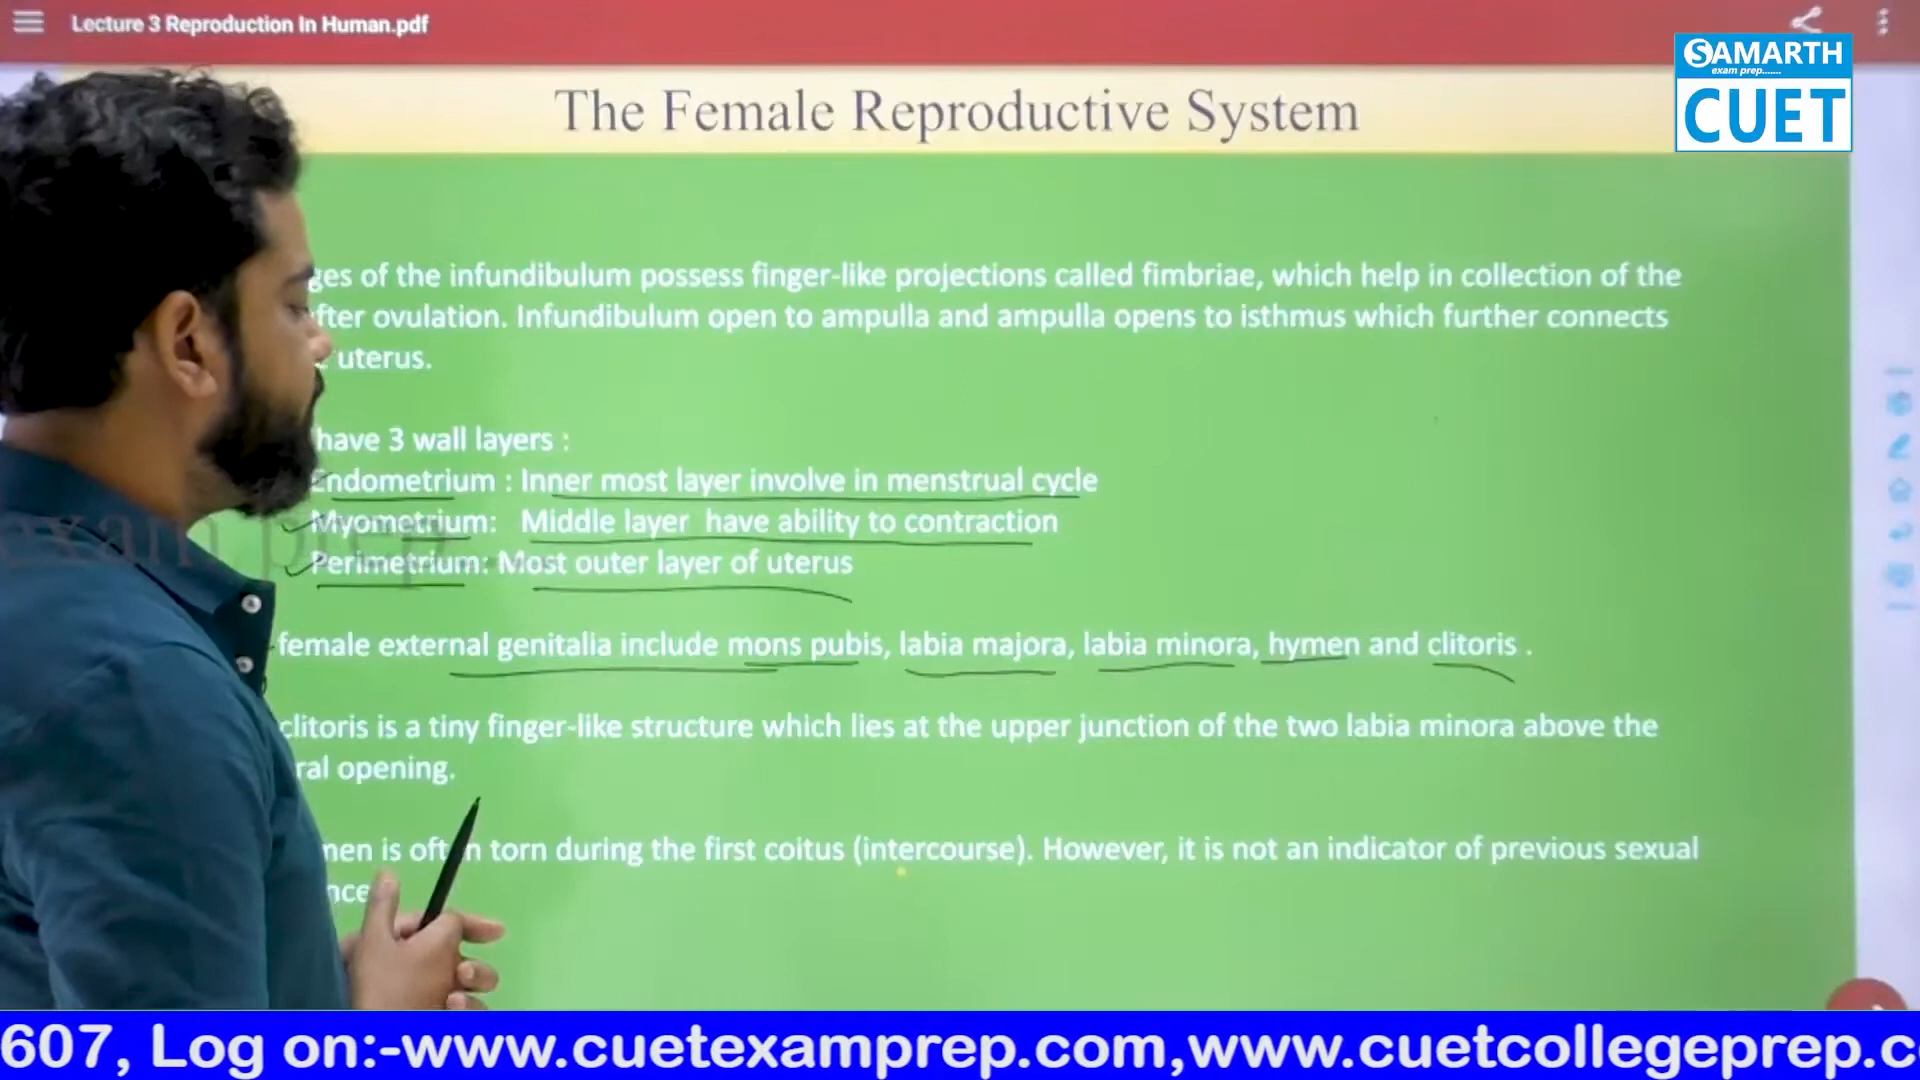 Lecture 3 Reproduction In Human.pdf
SAMARTH
exam prep.......
CUET
The Female Reproductive System
of the infundibulum possess finger-like projections called fimbriae, which help in collection of the
ovulation. Infundibulum open to ampulla and ampulla opens to isthmus which further connects
uterus.
have 3 wall layers :
Endometrium : Inner most layer involve in menstrual cycle
Myometrium: Middle layer have ability to contraction
Perimetrium: Most outer layer of uterus
female external genitalia include mons pubis, labia majora, labia minora, hymen and clitoris .
clitoris is a tiny finger-like structure which lies at the upper junction of the two labia minora above the
opening.
is often torn during the first coitus (intercourse). However, it is not an indicator of previous sexual
exam prep....
607, Log on:-www.cuetexamprep.com,www.cuetcollegeprep.c